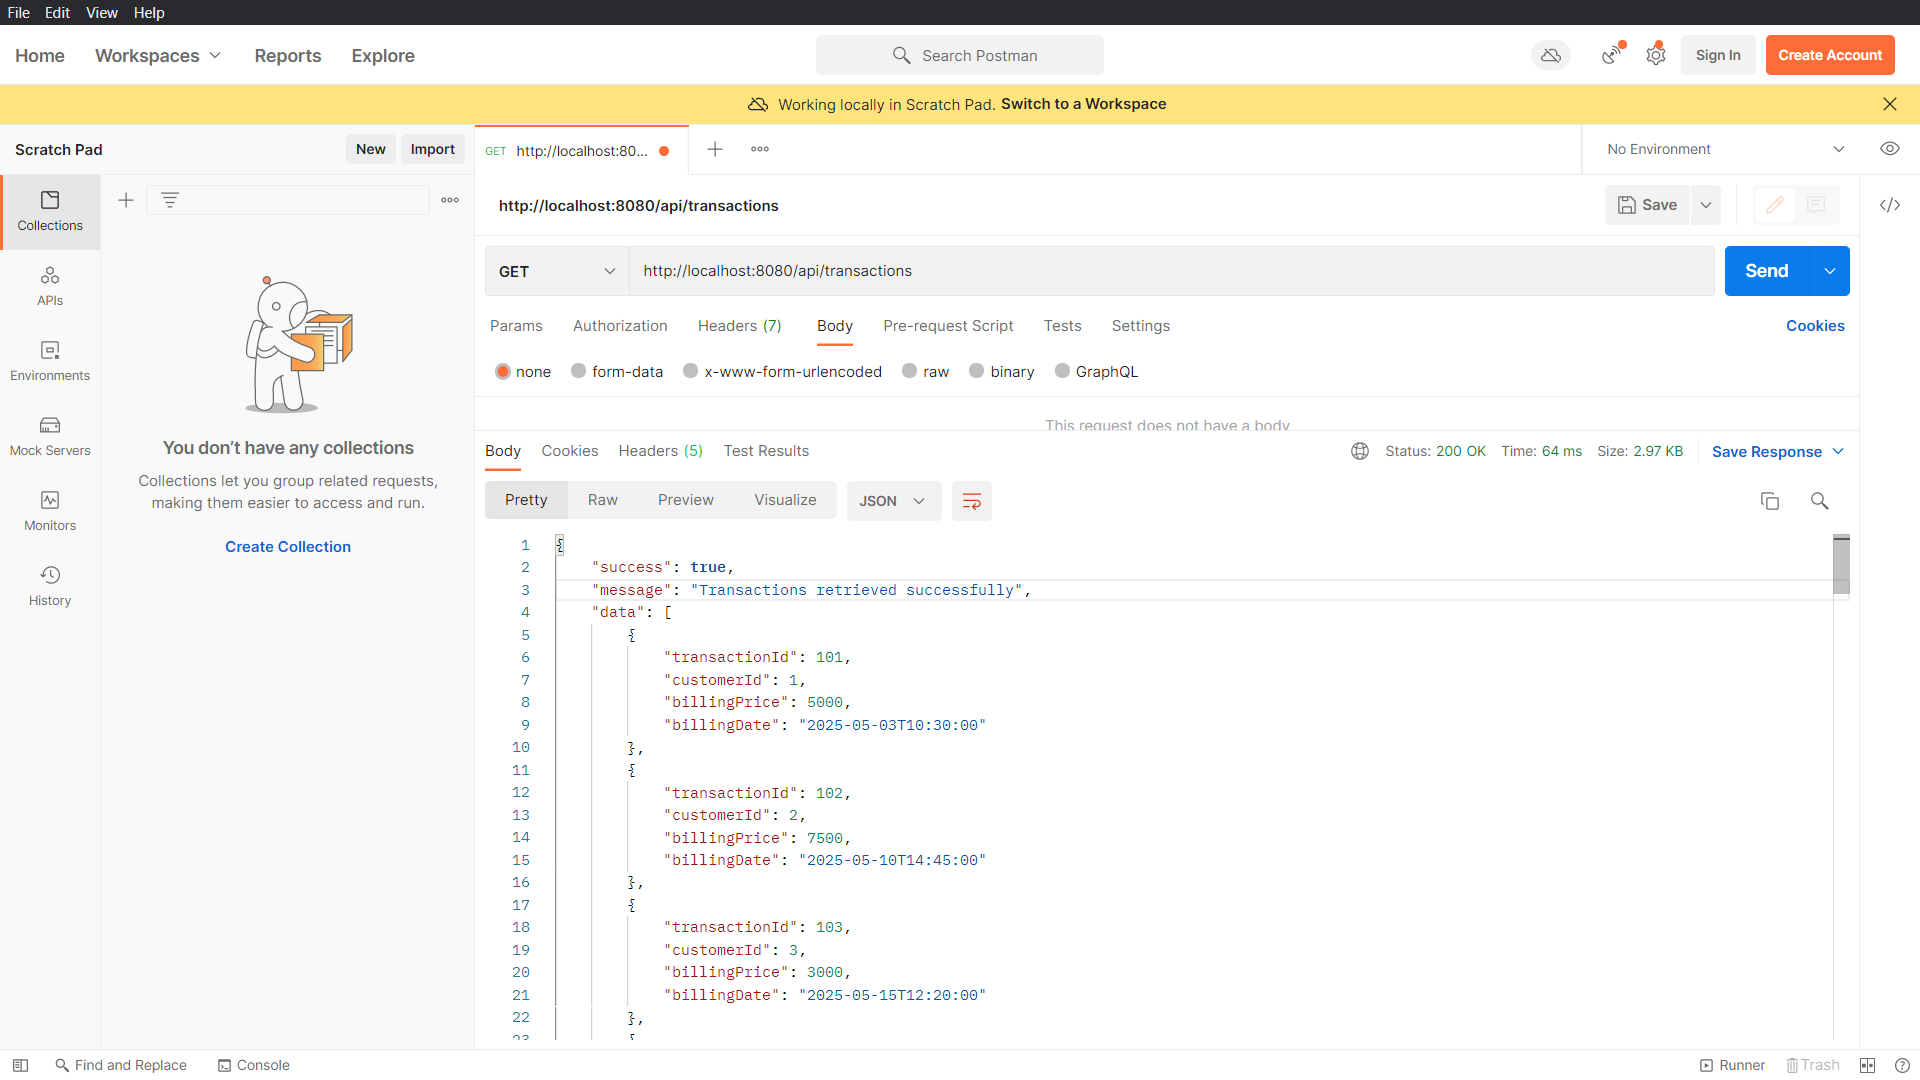 File Edit View Help
Home Workspaces Reports Explore Search Postman Sign In Create Account
Working locally in Scratch Pad. Switch to a Workspace
Scratch Pad New Import GET http://localhost:80... No Environment
Collections
APIs
Environments
Mock Servers
Monitors
History
You don’t have any collections
Collections let you group related requests,
making them easier to access and run.
Create Collection
http://localhost:8080/api/transactions Save
GET http://localhost:8080/api/transactions Send
Params Authorization Headers (7) Body Pre-request Script Tests Settings Cookies
none form-data x-www-form-urlencoded raw binary GraphQL
This request does not have a body
Body Cookies Headers (5) Test Results Status: 200 OK Time: 64 ms Size: 2.97 KB Save Response
Pretty Raw Preview Visualize JSON
1 {
2 "success": true,
3 "message": "Transactions retrieved successfully",
4 "data": [
5 {
6 "transactionId": 101,
7 "customerId": 1,
8 "billingPrice": 5000,
9 "billingDate": "2025-05-03T10:30:00"
10 },
11 {
12 "transactionId": 102,
13 "customerId": 2,
14 "billingPrice": 7500,
15 "billingDate": "2025-05-10T14:45:00"
16 },
17 {
18 "transactionId": 103,
19 "customerId": 3,
20 "billingPrice": 3000,
21 "billingDate": "2025-05-15T12:20:00"
22 },
23 {
Find and Replace Console Runner Trash